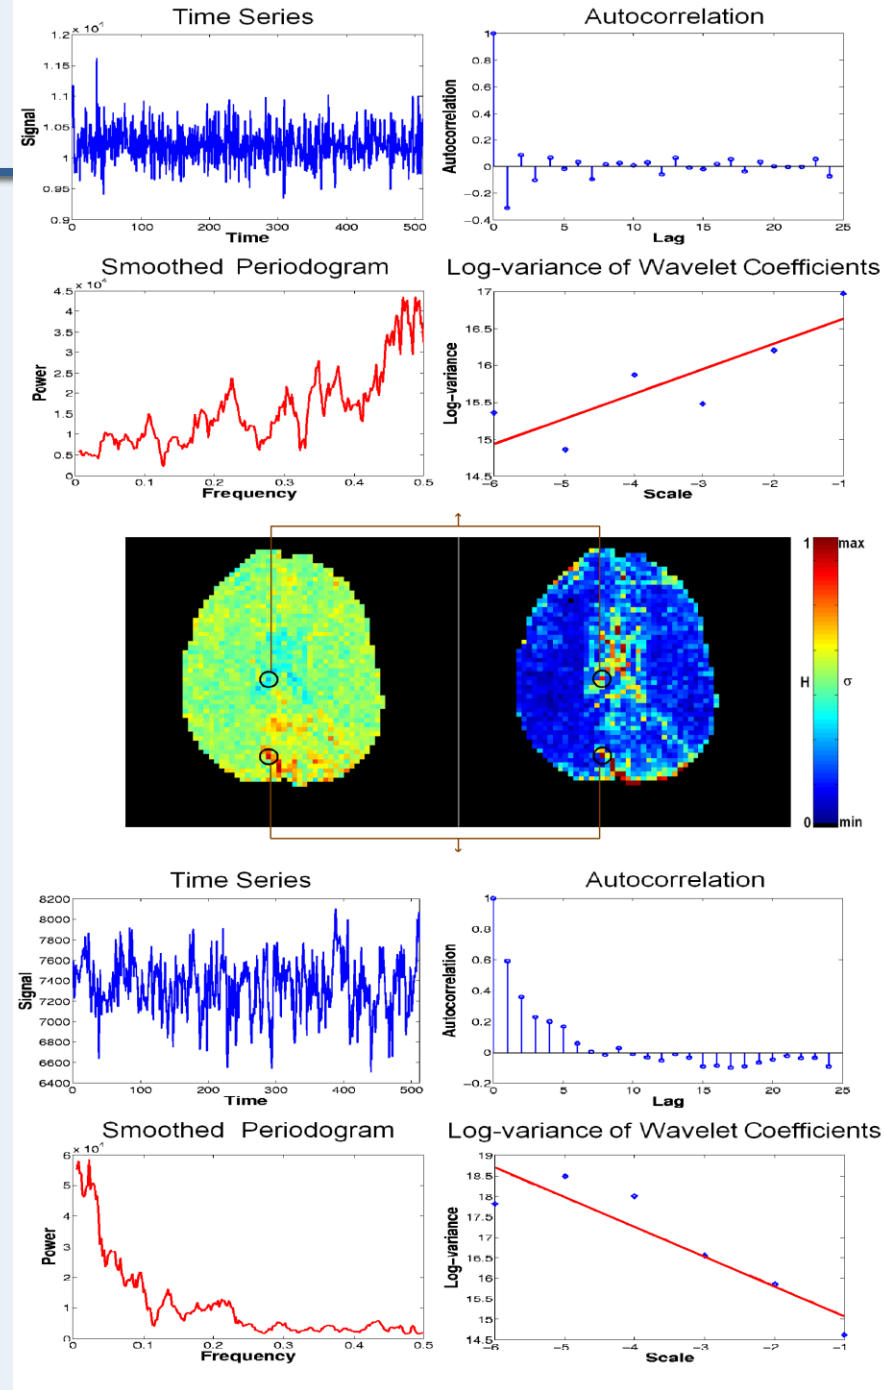 Time Series
Autocorrelation
× 10⁴
1.2
1.15
1.1
1.05
1
0.95
0.9
Signal
0 100 200 300 400 500
Time
1
0.8
0.6
0.4
0.2
0
−0.2
−0.4
Autocorrelation
0 5 10 15 20 25
Lag
Smoothed Periodogram
Log-variance of Wavelet Coefficients
× 10⁴
4.5
4
3.5
3
2.5
2
1.5
1
0.5
0
Power
0 0.1 0.2 0.3 0.4 0.5
Frequency
17
16.5
16
15.5
15
14.5
Log-variance
−6 −5 −4 −3 −2 −1
Scale
1 max
H σ
0 min
Time Series
Autocorrelation
8200
8000
7800
7600
7400
7200
7000
6800
6600
6400
Signal
0 100 200 300 400 500
Time
1
0.8
0.6
0.4
0.2
0
−0.2
Autocorrelation
0 5 10 15 20 25
Lag
Smoothed Periodogram
Log-variance of Wavelet Coefficients
× 10⁴
6
5
4
3
2
1
0
Power
0 0.1 0.2 0.3 0.4 0.5
Frequency
19
18.5
18
17.5
17
16.5
16
15.5
15
14.5
Log-variance
−6 −5 −4 −3 −2 −1
Scale